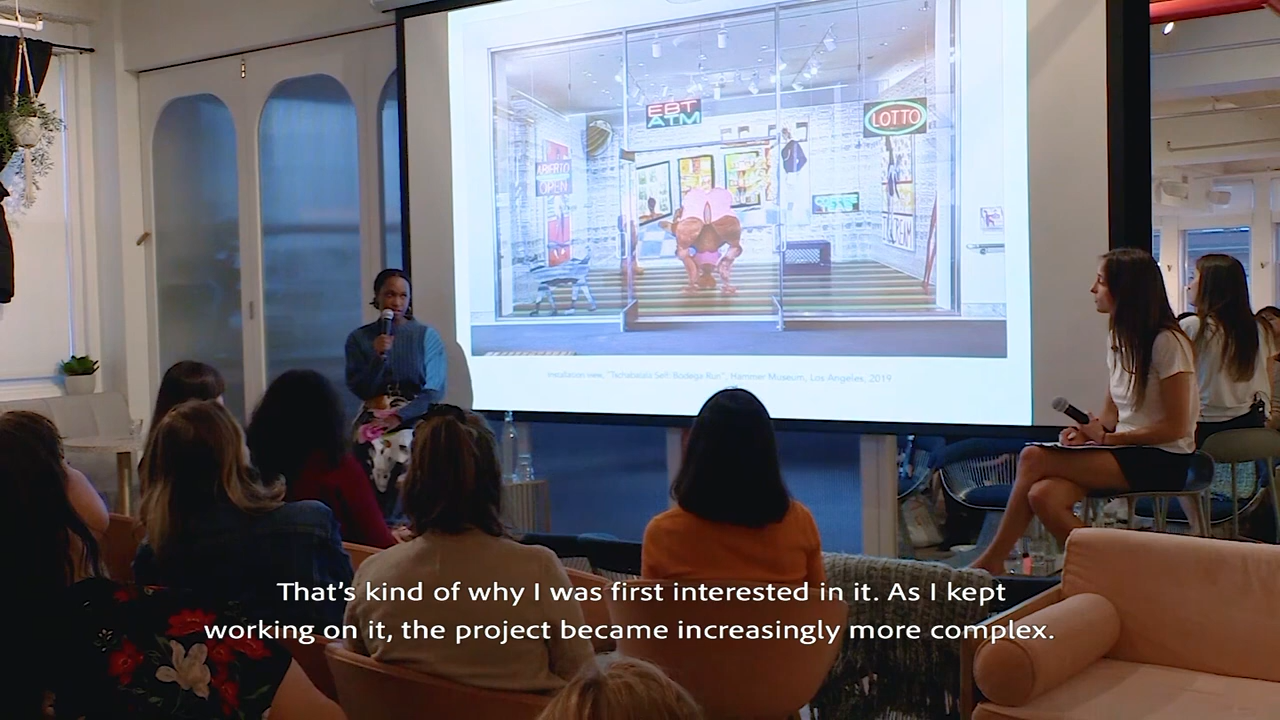 EBT
ATM
LOTTO
ABIERTO
OPEN
Installation view, "Tschabalala Self: Bodega Run", Hammer Museum, Los Angeles, 2019
That's kind of why I was first interested in it. As I kept
working on it, the project became increasingly more complex.